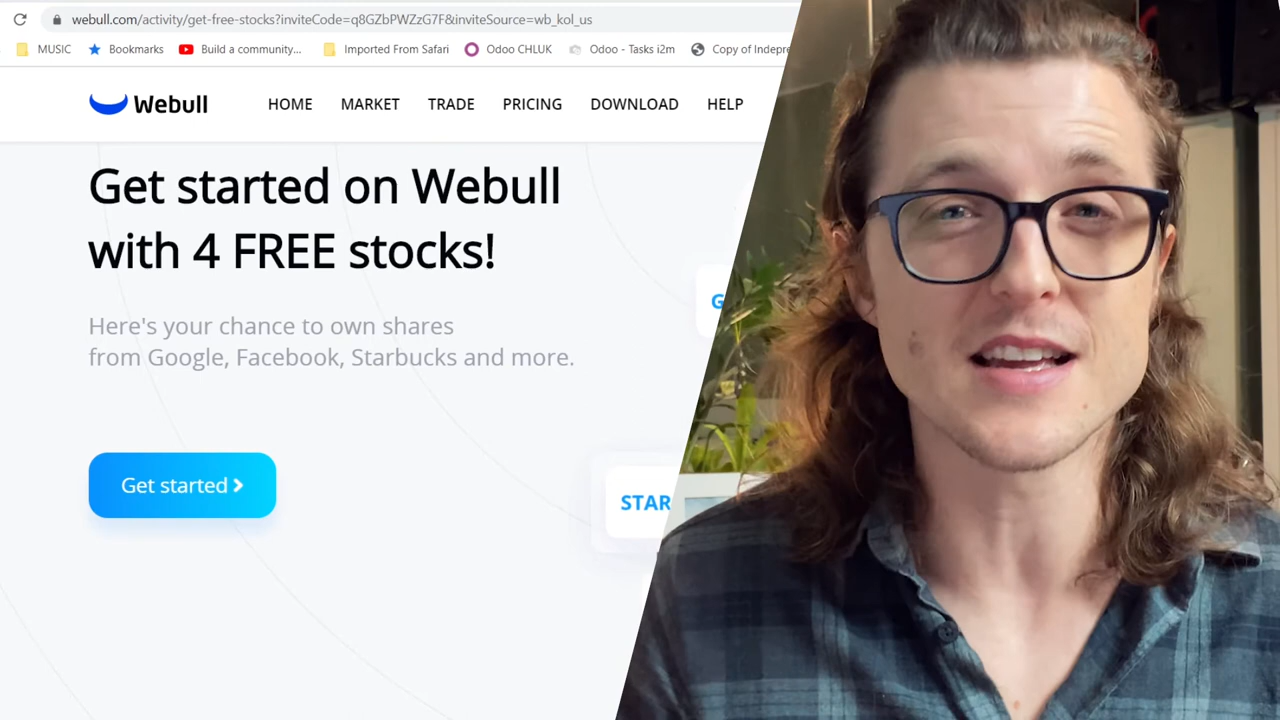 webull.com/activity/get-free-stocks?inviteCode=q8GZbPWZzG7F&inviteSource=wb_kol_us
MUSIC Bookmarks Build a community... Imported From Safari Odoo CHLUK Odoo - Tasks i2m Copy of Indepre
Webull HOME MARKET TRADE PRICING DOWNLOAD HELP
Get started on Webull
with 4 FREE stocks!
G
Here's your chance to own shares
from Google, Facebook, Starbucks and more.
Get started
STAR